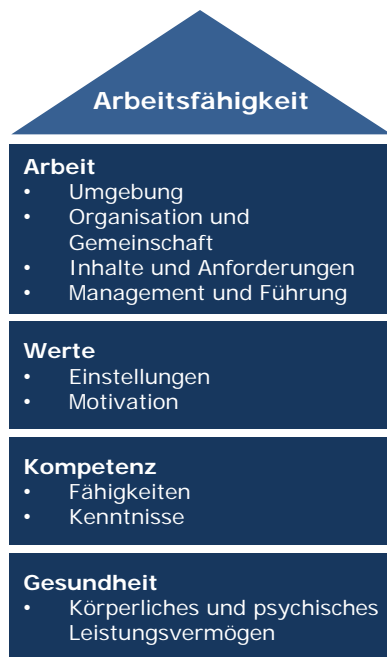 Arbeitsfähigkeit
Arbeit
• Umgebung
• Organisation und
Gemeinschaft
• Inhalte und Anforderungen
• Management und Führung
Werte
• Einstellungen
• Motivation
Kompetenz
• Fähigkeiten
• Kenntnisse
Gesundheit
• Körperliches und psychisches
Leistungsvermögen